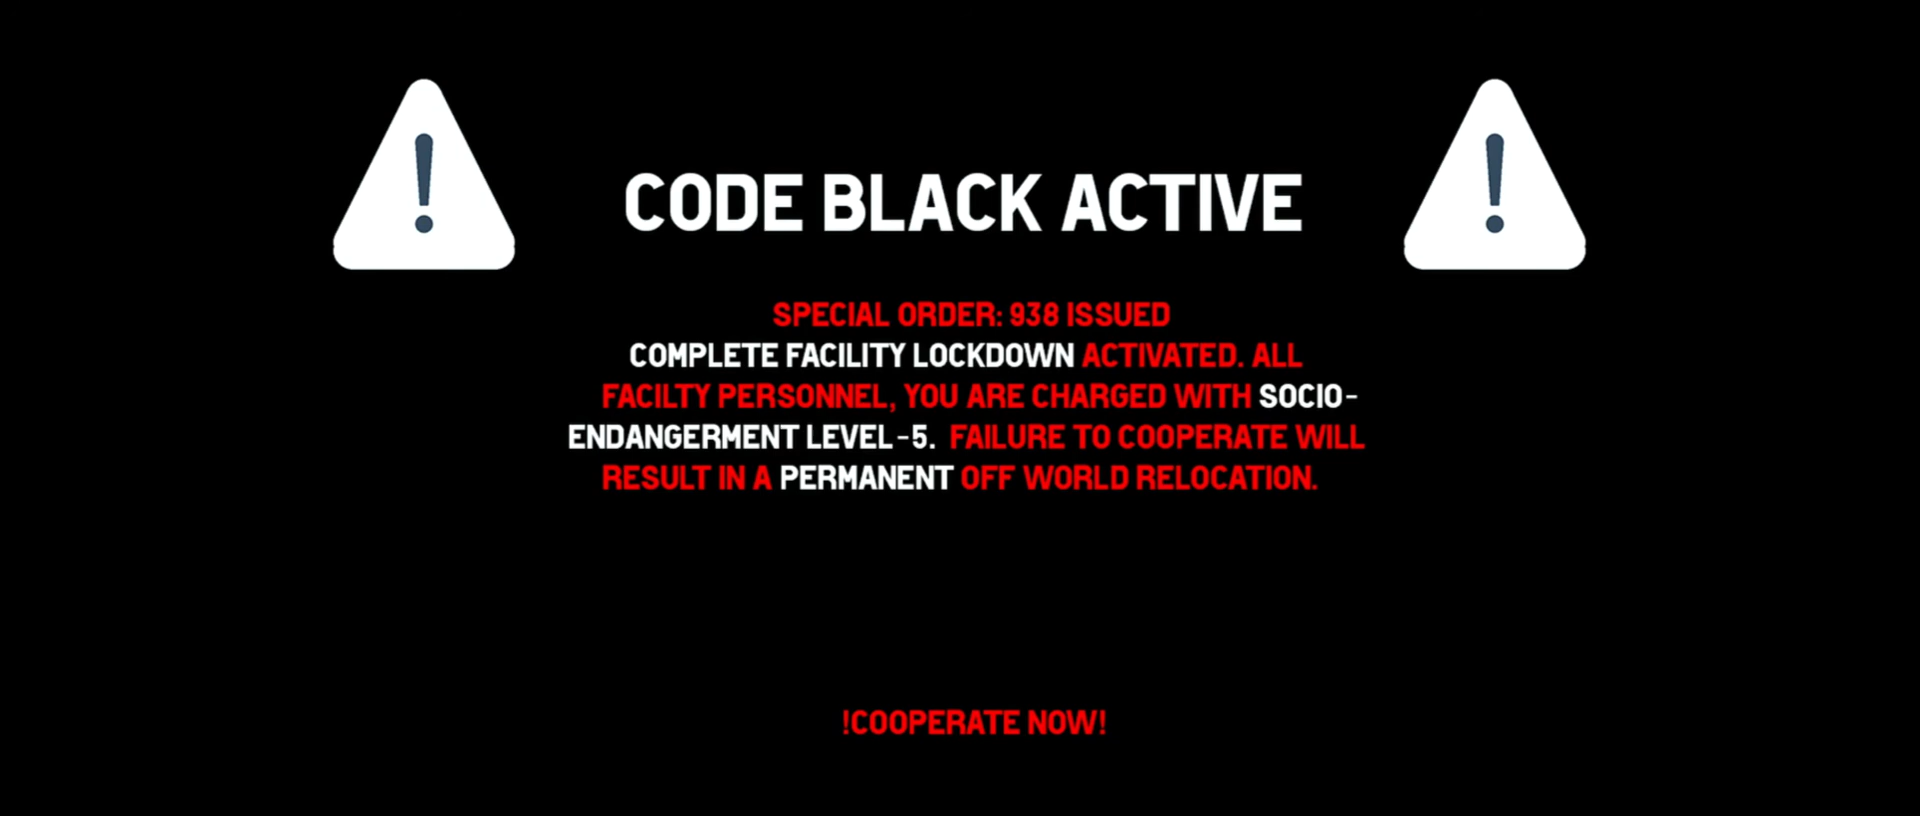 CODE BLACK ACTIVE
SPECIAL ORDER: 938 ISSUED
COMPLETE FACILITY LOCKDOWN ACTIVATED. ALL
FACILTY PERSONNEL, YOU ARE CHARGED WITH SOCIO-
ENDANGERMENT LEVEL-5. FAILURE TO COOPERATE WILL
RESULT IN A PERMANENT OFF WORLD RELOCATION.
!COOPERATE NOW!